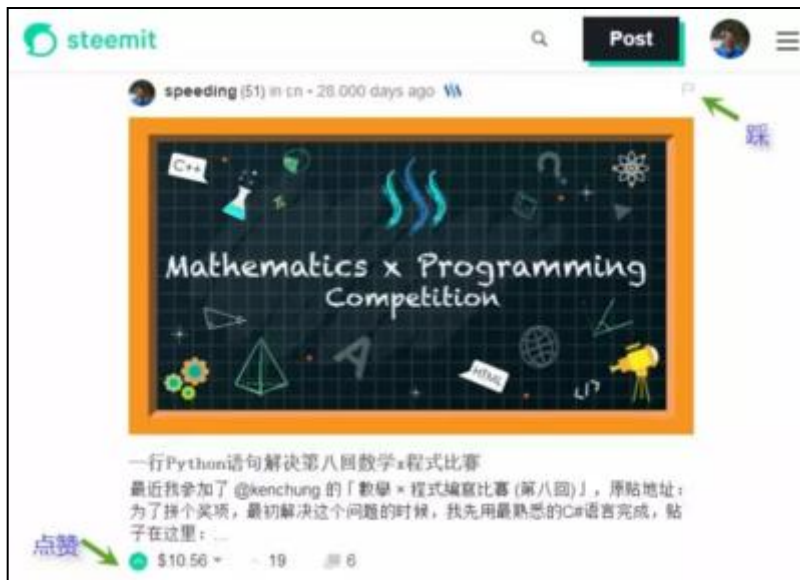 steemit
Post
speeding (51) in cn • 28.000 days ago
踩
C++
π
Mathematics x Programming
Competition
A
HTML
</>
一行Python语句解决第八回数学x程式比赛
最近我参加了 @kenchung 的「數學 × 程式編寫比賽 (第八回)」，原贴地址：
为了拼个奖项，最初解决这个问题的时候，我先用最熟悉的C#语言完成，贴
子在这里：...
点赞
$10.56
19
6